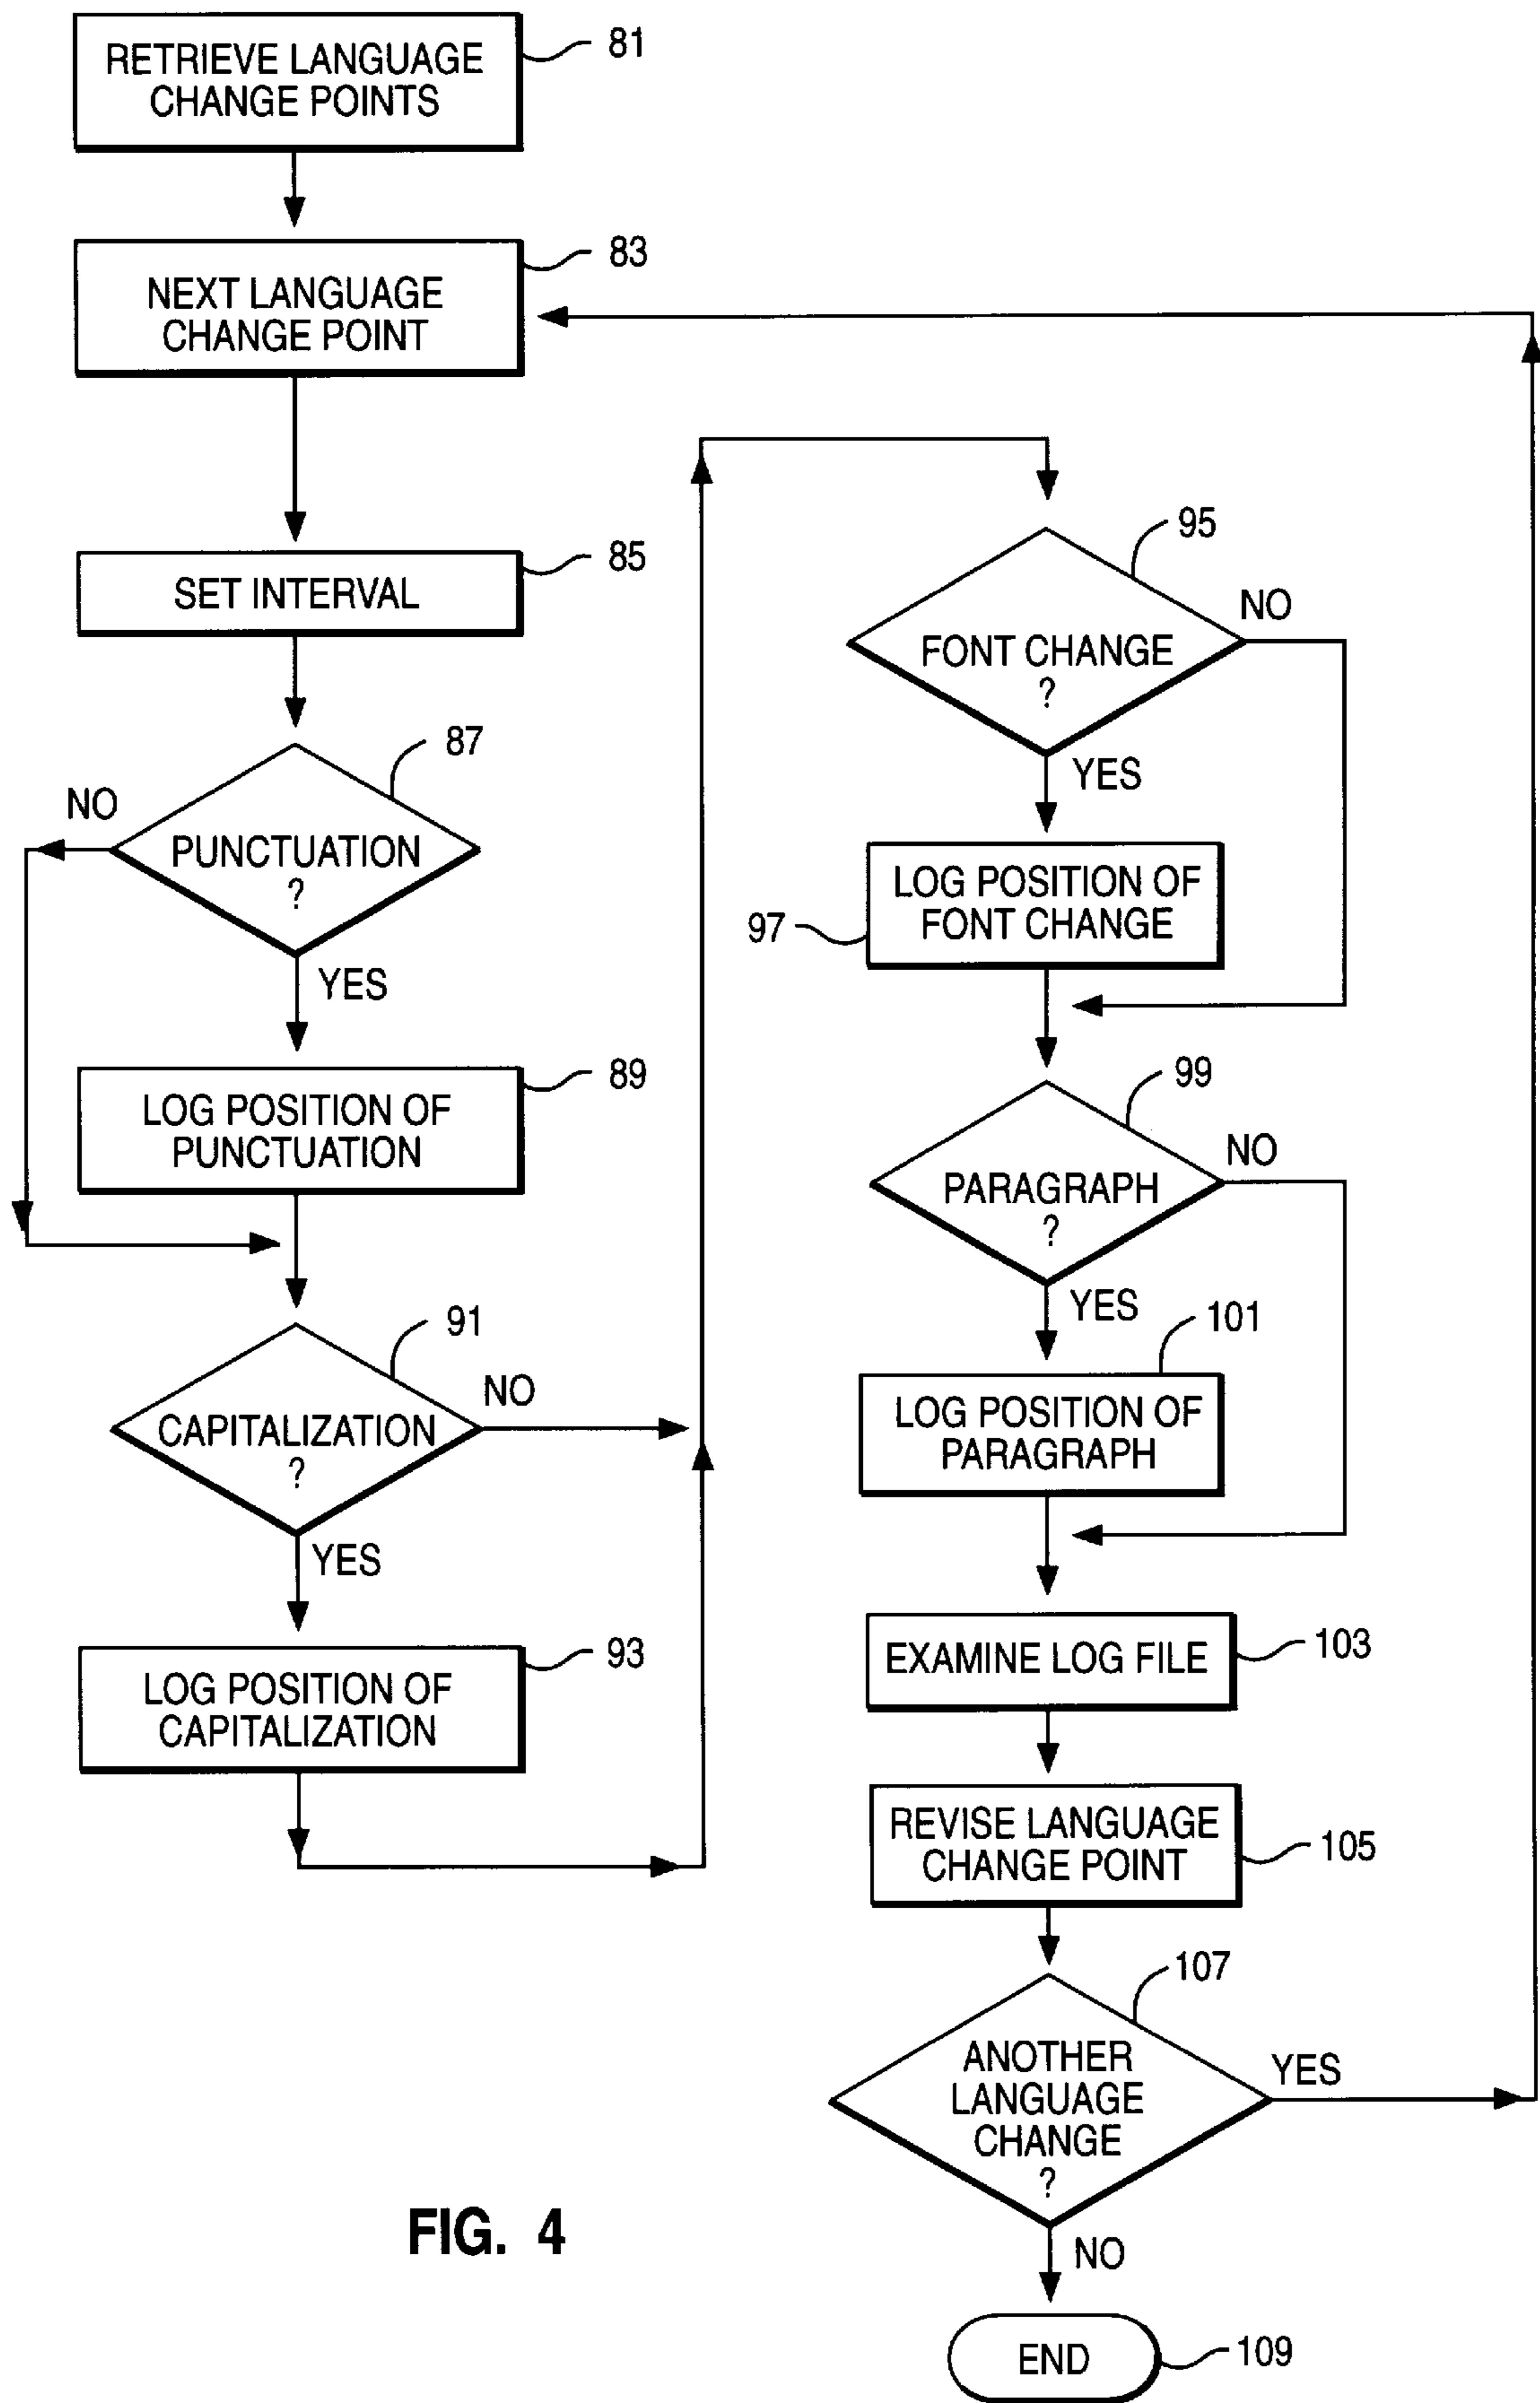 RETRIEVE LANGUAGE
CHANGE POINTS
81
NEXT LANGUAGE
CHANGE POINT
83
SET INTERVAL
85
PUNCTUATION
?
87
NO
YES
LOG POSITION OF
PUNCTUATION
89
CAPITALIZATION
?
91
NO
YES
LOG POSITION OF
CAPITALIZATION
93
FONT CHANGE
?
95
NO
YES
LOG POSITION OF
FONT CHANGE
97
PARAGRAPH
?
99
NO
YES
LOG POSITION OF
PARAGRAPH
101
EXAMINE LOG FILE
103
REVISE LANGUAGE
CHANGE POINT
105
ANOTHER
LANGUAGE
CHANGE
?
107
YES
NO
END
109
FIG. 4